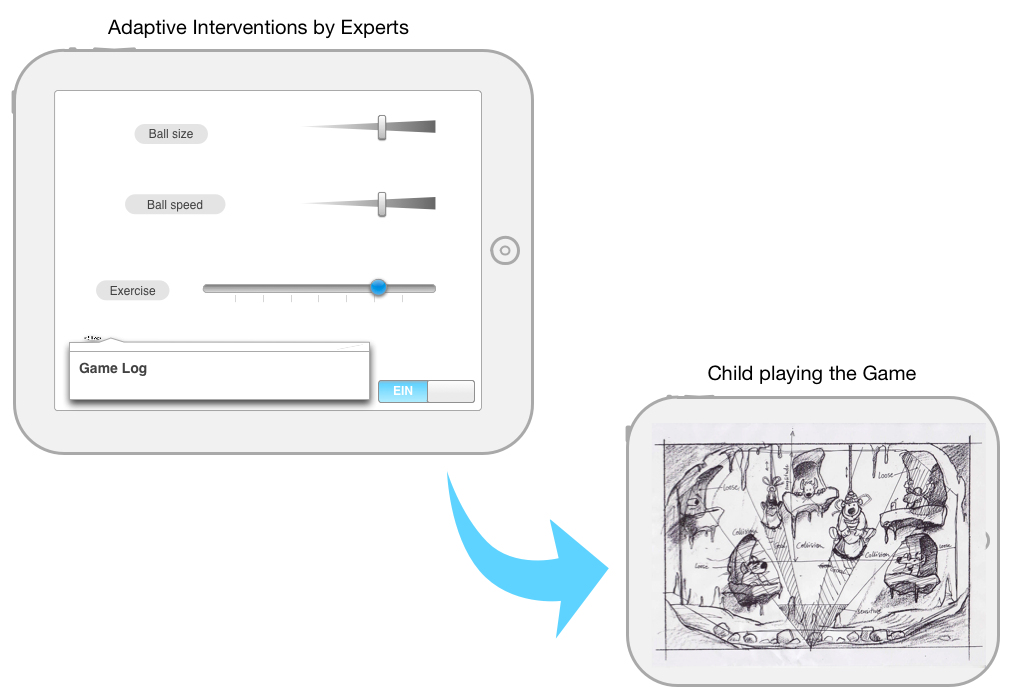 Adaptive Interventions by Experts
Ball size
Ball speed
Exercise
Game Log
EIN
Child playing the Game
Loose
Loose
Collision
Collision
Collision
Loose
Loose
Sensitive